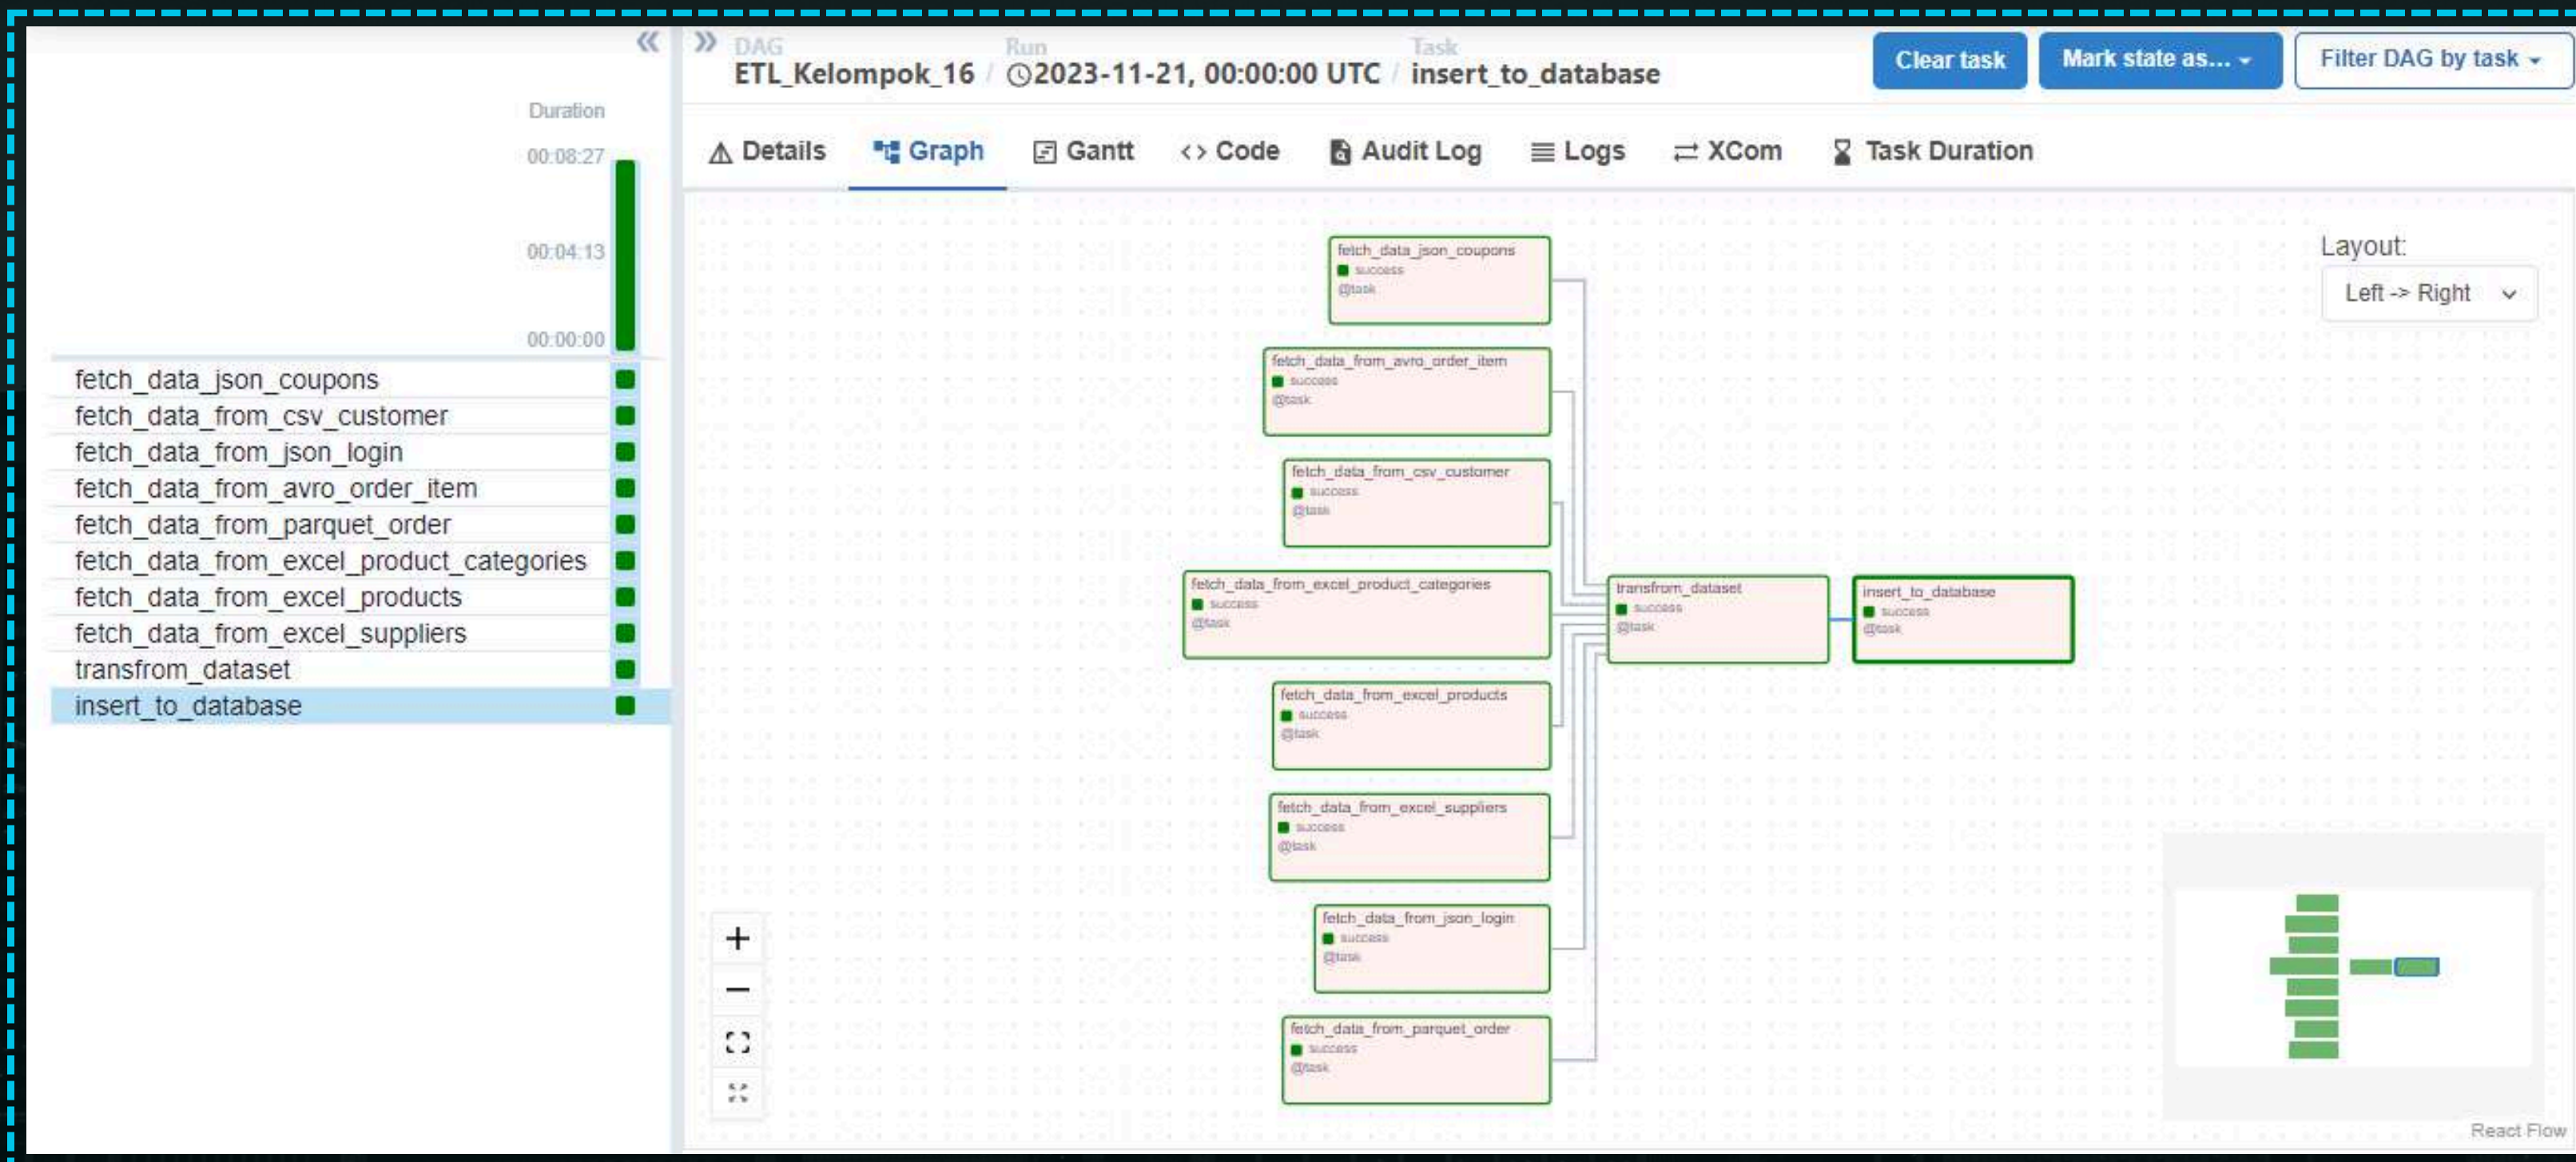 DAG
ETL_Kelompok_16 / 2023-11-21, 00:00:00 UTC / insert_to_database
Run
Task
Clear task
Mark state as...
Filter DAG by task
Details
Graph
Gantt
Code
Audit Log
Logs
XCom
Task Duration
Duration
00:08:27
00:04:13
00:00:00
fetch_data_json_coupons
fetch_data_from_csv_customer
fetch_data_from_json_login
fetch_data_from_avro_order_item
fetch_data_from_parquet_order
fetch_data_from_excel_product_categories
fetch_data_from_excel_products
fetch_data_from_excel_suppliers
transfrom_dataset
insert_to_database
fetch_data_json_coupons
success
@task
fetch_data_from_avro_order_item
success
@task
fetch_data_from_csv_customer
success
@task
fetch_data_from_excel_product_categories
success
@task
fetch_data_from_excel_products
success
@task
fetch_data_from_excel_suppliers
success
@task
fetch_data_from_json_login
success
@task
fetch_data_from_parquet_order
success
@task
transfrom_dataset
success
@task
insert_to_database
success
@task
Layout:
Left -> Right
React Flow